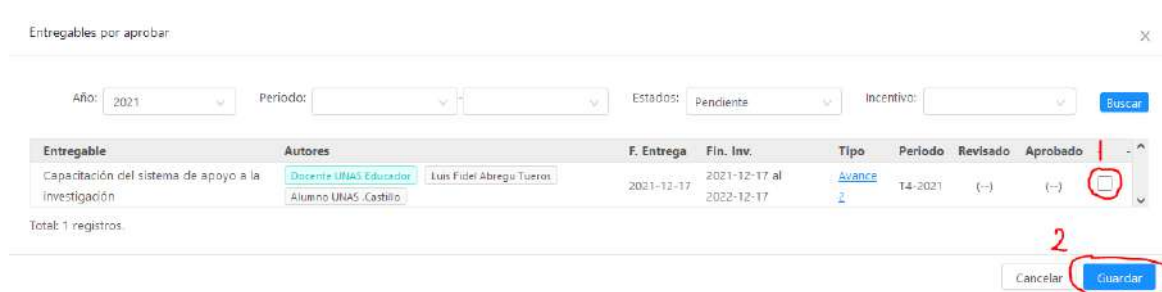 Entregables por aprobar
Año: 2021 Periodo: - Estados: Pendiente Incentivo: Buscar
Entregable Autores F. Entrega Fin. Inv. Tipo Periodo Revisado Aprobado 1 -
Capacitación del sistema de apoyo a la Docente UNAS Educador Luis Fidel Abregu Tueros 2021-12-17 2021-12-17 al Avance T4-2021 (--) (--)
investigación Alumno UNAS .Castillo 2022-12-17 2
Total: 1 registros.
2
Cancelar Guardar